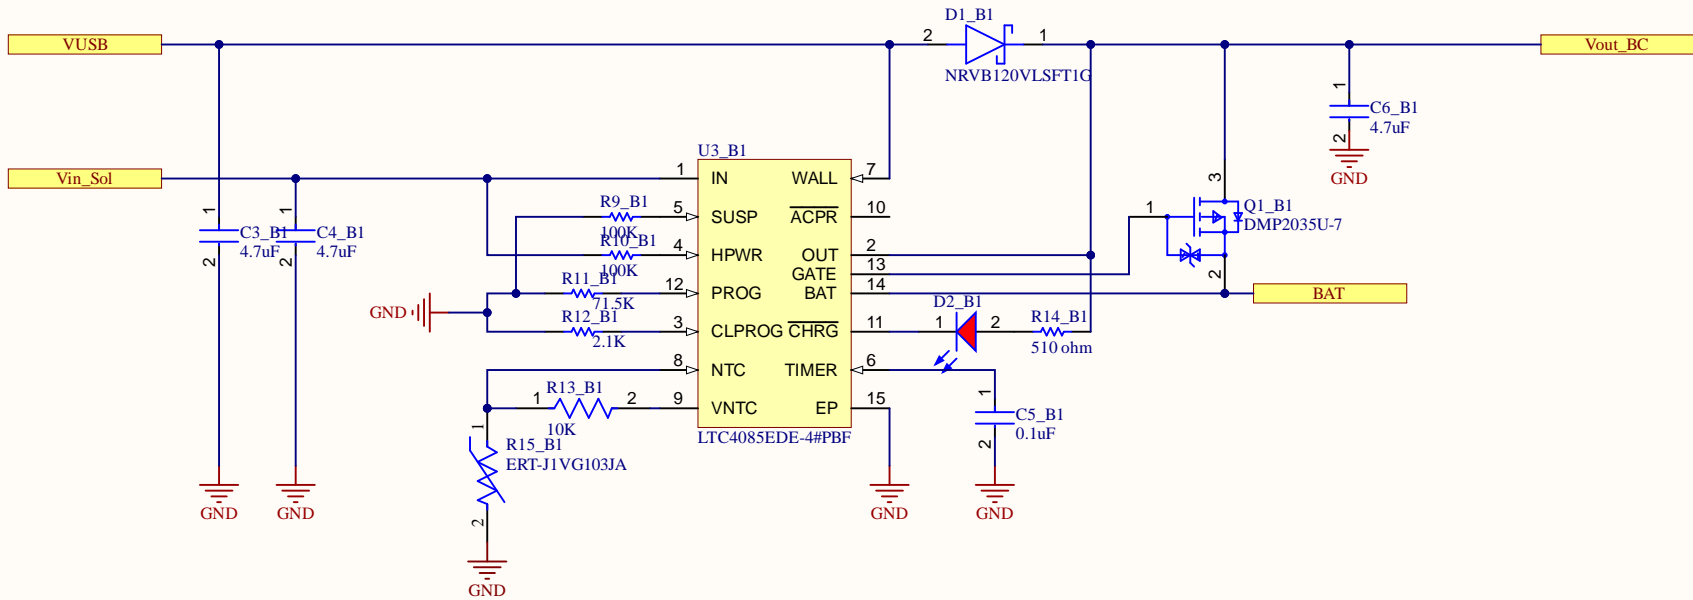 D1_B1
VUSB
2
1
Vout_BC
NRVB120VLSFT1G
1
C6_B1
4.7uF
2
GND
U3_B1
Vin_Sol
1
IN
WALL
7
3
R9_B1
100K
5
SUSP
ACPR
10
1
Q1_B1
DMP2035U-7
1
C3_B1
4.7uF
2
1
C4_B1
4.7uF
2
R10_B1
100K
4
HPWR
OUT
2
GATE
13
2
R11_B1
71.5K
12
PROG
BAT
14
BAT
GND
R12_B1
2.1K
3
CLPROG
CHRG
11
D2_B1
1
2
R14_B1
510 ohm
8
NTC
TIMER
6
R13_B1
1
2
10K
9
VNTC
EP
15
1
C5_B1
0.1uF
2
LTC4085EDE-4#PBF
1
R15_B1
ERT-J1VG103JA
2
GND
GND
GND
GND
GND